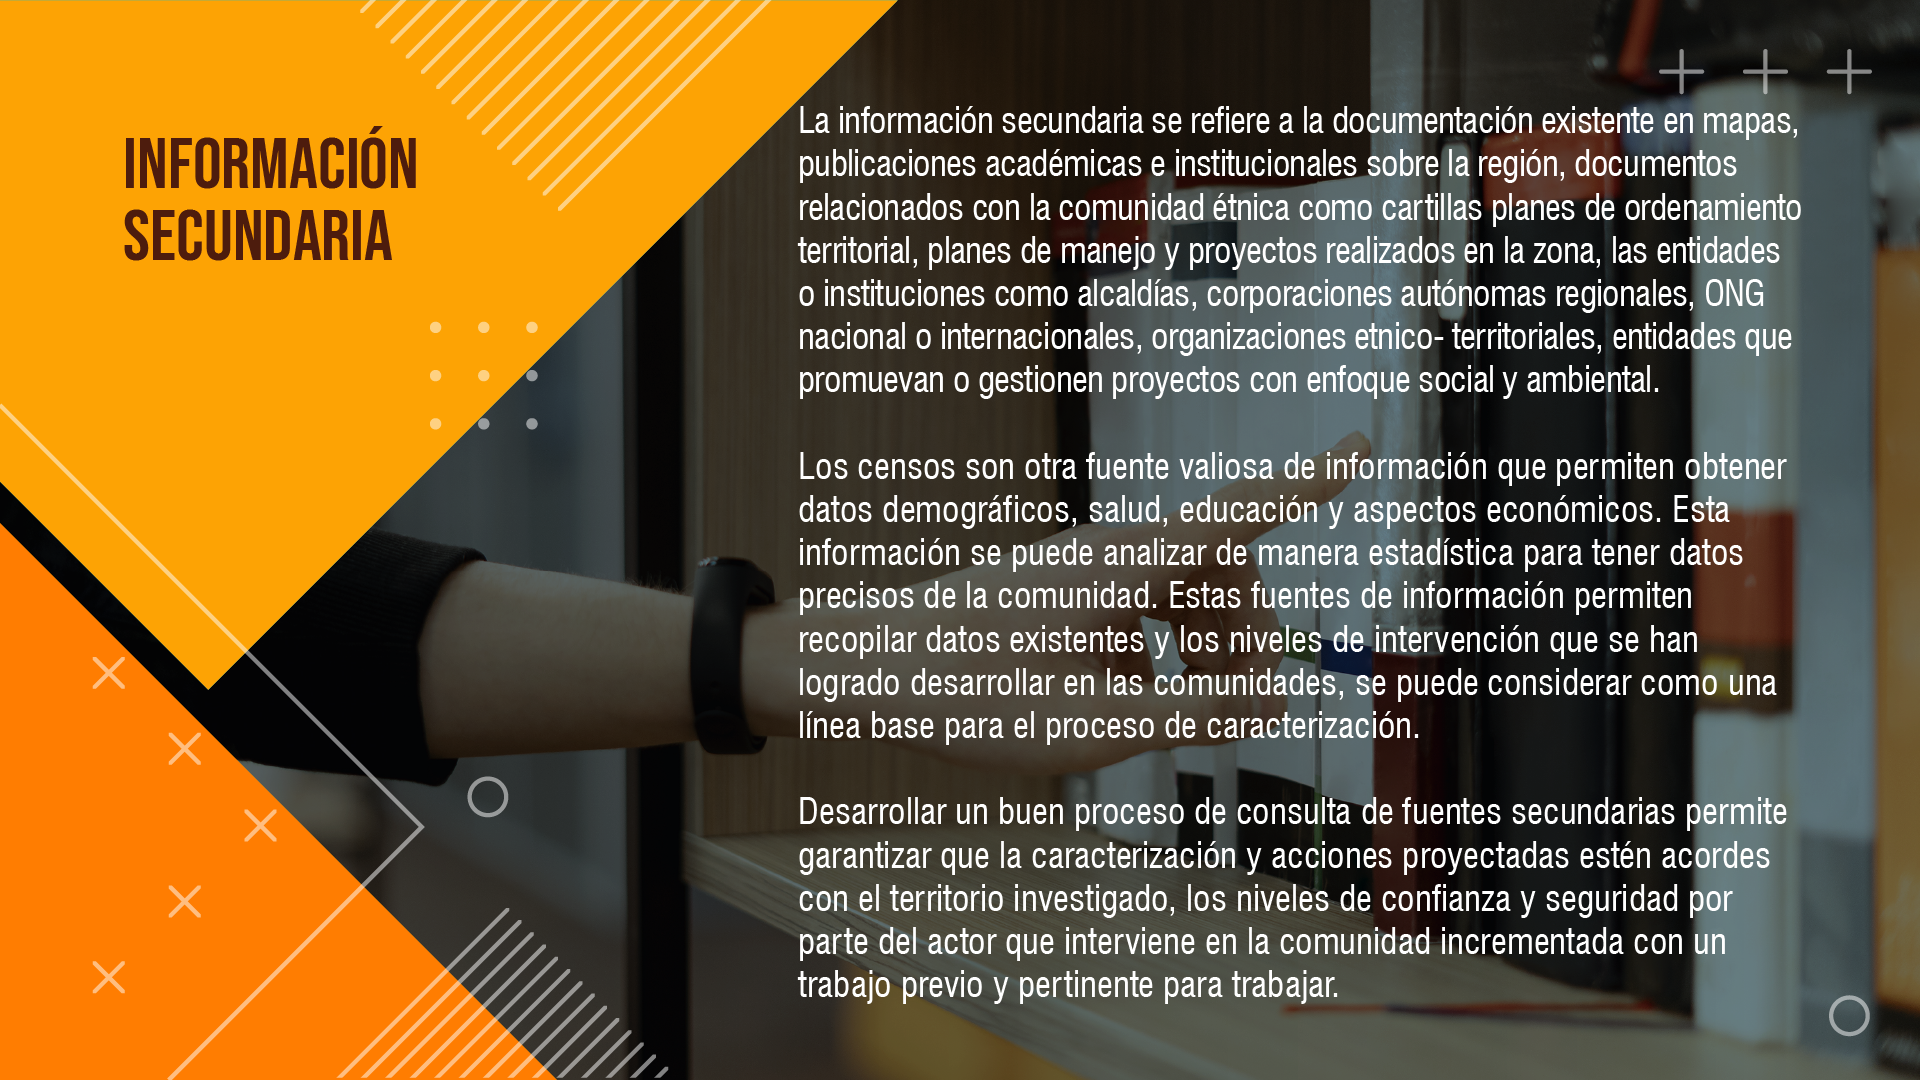 INFORMACIÓN
SECUNDARIA
La información secundaria se refiere a la documentación existente en mapas,
publicaciones académicas e institucionales sobre la región, documentos
relacionados con la comunidad étnica como cartillas planes de ordenamiento
territorial, planes de manejo y proyectos realizados en la zona, las entidades
o instituciones como alcaldías, corporaciones autónomas regionales, ONG
nacional o internacionales, organizaciones etnico- territoriales, entidades que
promuevan o gestionen proyectos con enfoque social y ambiental.
Los censos son otra fuente valiosa de información que permiten obtener
datos demográficos, salud, educación y aspectos económicos. Esta
información se puede analizar de manera estadística para tener datos
precisos de la comunidad. Estas fuentes de información permiten
recopilar datos existentes y los niveles de intervención que se han
logrado desarrollar en las comunidades, se puede considerar como una
línea base para el proceso de caracterización.
Desarrollar un buen proceso de consulta de fuentes secundarias permite
garantizar que la caracterización y acciones proyectadas estén acordes
con el territorio investigado, los niveles de confianza y seguridad por
parte del actor que interviene en la comunidad incrementada con un
trabajo previo y pertinente para trabajar.